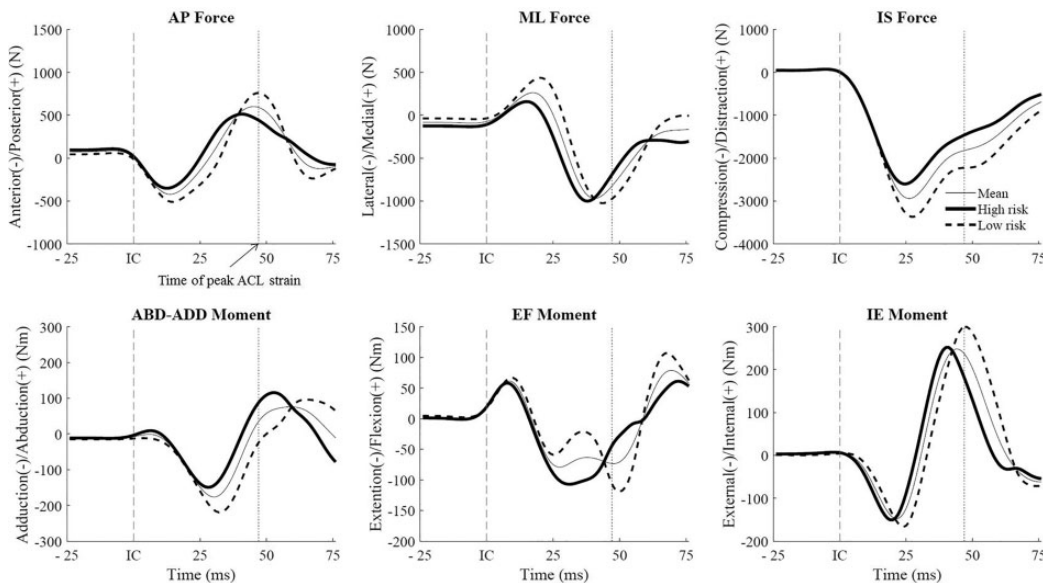 AP Force
ML Force
IS Force
Anterior(-)/Posterior(+) (N)
1500
1000
500
0
-500
-1000
- 25
IC
25
50
75
Time of peak ACL strain
Lateral(-)/Medial(+) (N)
1000
500
0
-500
-1000
-1500
- 25
IC
25
50
75
Compression(-)/Distraction(+) (N)
1000
0
-1000
-2000
-3000
-4000
- 25
IC
25
50
75
Mean
High risk
Low risk
ABD-ADD Moment
EF Moment
IE Moment
Adduction(-)/Abduction(+) (Nm)
300
200
100
0
-100
-200
-300
- 25
IC
25
50
75
Time (ms)
Extention(-)/Flexion(+) (Nm)
150
100
50
0
-50
-100
-150
-200
- 25
IC
25
50
75
Time (ms)
External(-)/Internal(+) (Nm)
300
200
100
0
-100
-200
- 25
IC
25
50
75
Time (ms)